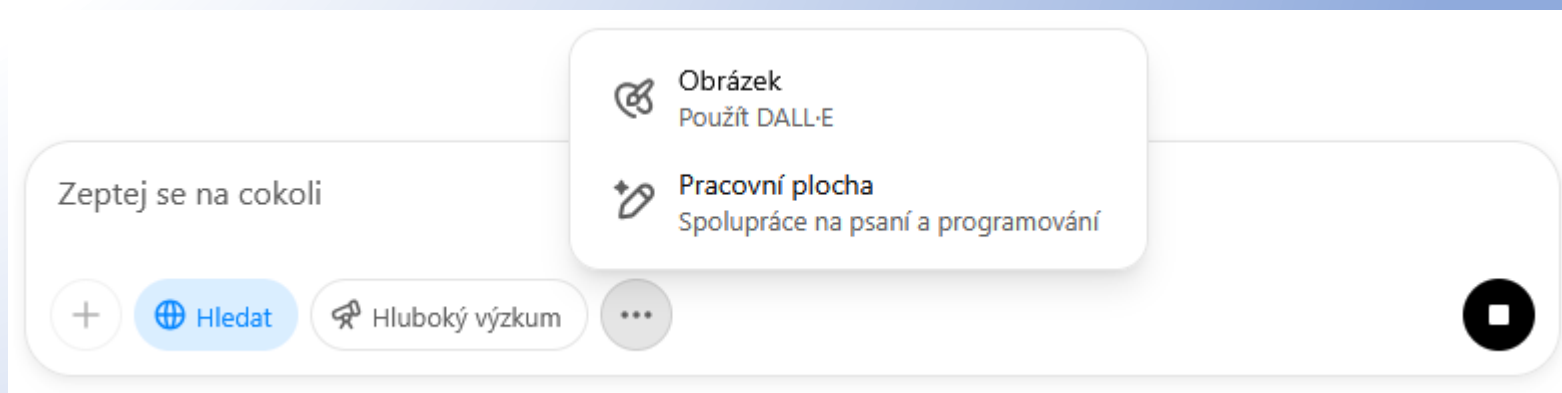 Obrázek
Použít DALL·E
Pracovní plocha
Spolupráce na psaní a programování
Zeptej se na cokoli
Hledat
Hluboký výzkum